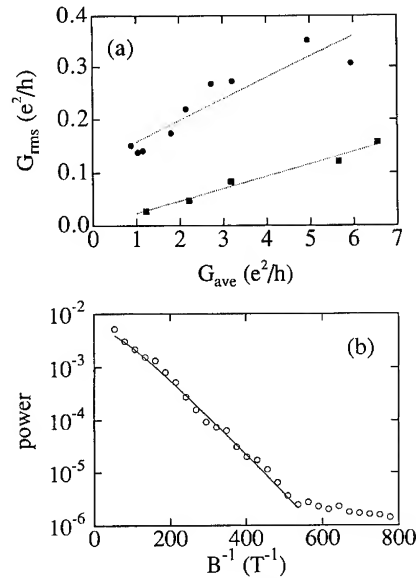 (a)
0.4
0.3
0.2
0.1
0.0
G_rms (e²/h)
0 1 2 3 4 5 6 7
G_ave (e²/h)
(b)
10⁻²
10⁻³
10⁻⁴
10⁻⁵
10⁻⁶
power
0 200 400 600 800
B⁻¹ (T⁻¹)